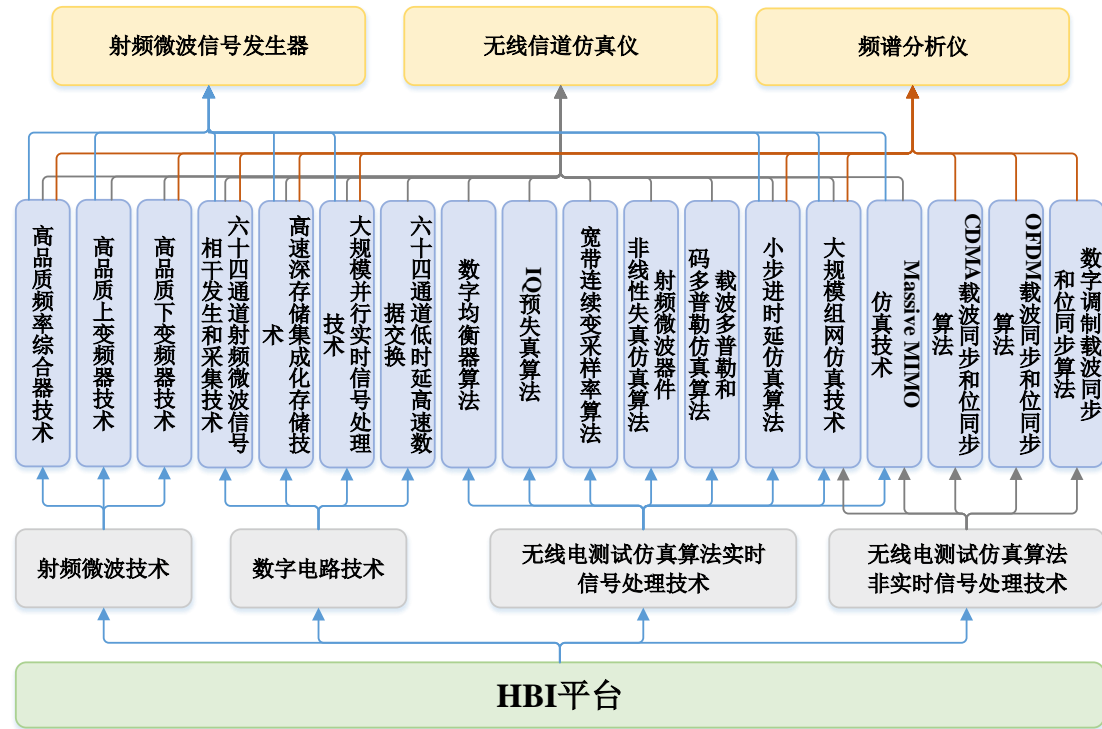 射频微波信号发生器
无线信道仿真仪
频谱分析仪
高品质频率综合器技术
高品质上变频器技术
高品质下变频器技术
六十四通道射频微波信号
相于发生和采集技术
高速深存储集成化存储技
术
大规模并行实时信号处理
技术
六十四通道低时延高速数
据交换
数字均衡器算法
IQ预失真算法
宽带连续变采样率算法
射频微波器件
非线性失真仿真算法
载波多普勒和
码多普勒仿真算法
小步进时延仿真算法
大规模组网仿真技术
Massive MIMO
仿真技术
CDMA载波同步和位同步
算法
OFDM载波同步和位同步
算法
数字调制载波同步
和位同步算法
射频微波技术
数字电路技术
无线电测试仿真算法实时
信号处理技术
无线电测试仿真算法
非实时信号处理技术
HBI平台